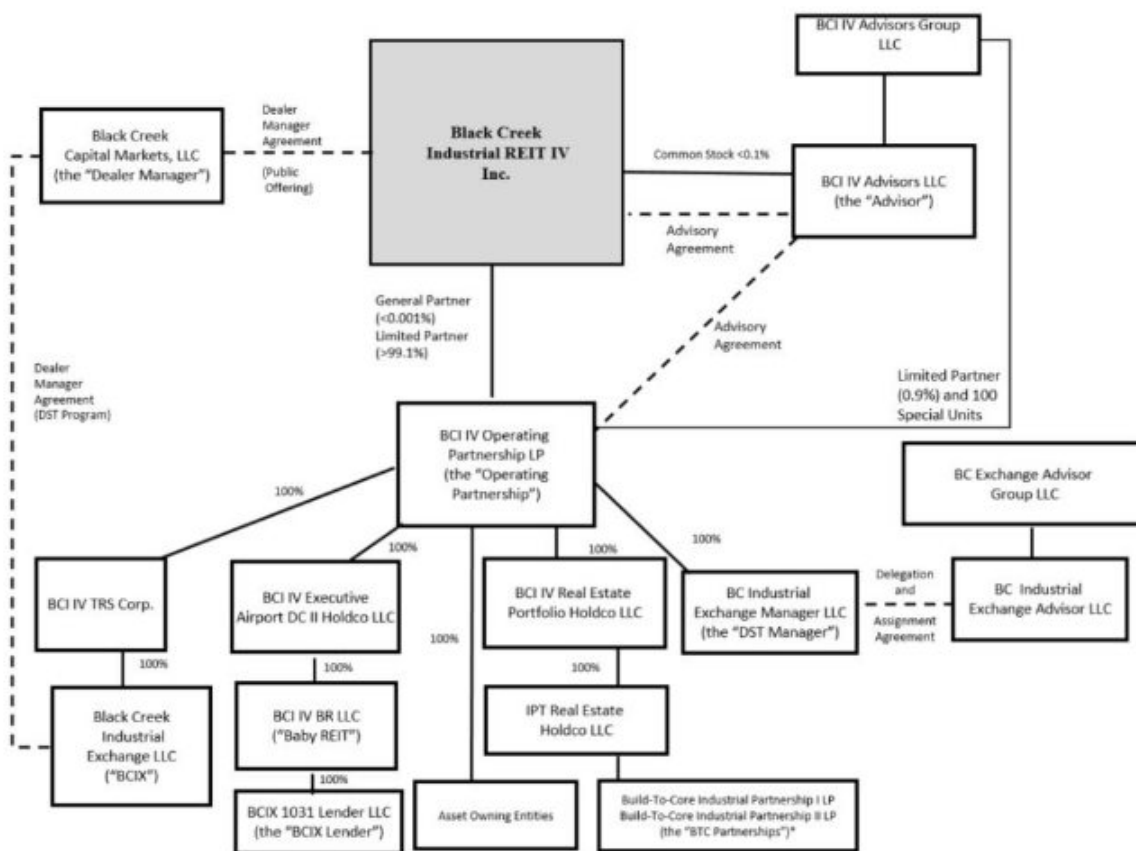 BCI IV Advisors Group
LLC
Black Creek
Industrial REIT IV
Inc.
Dealer
Manager
Agreement
(Public
Offering)
Black Creek
Capital Markets, LLC
(the “Dealer Manager”)
Common Stock <0.1%
BCI IV Advisors LLC
(the “Advisor”)
Advisory
Agreement
General Partner
(<0.001%)
Limited Partner
(>99.1%)
Advisory
Agreement
Dealer
Manager
Agreement
(DST Program)
Limited Partner
(0.9%) and 100
Special Units
BCI IV Operating
Partnership LP
(the “Operating
Partnership”)
BC Exchange Advisor
Group LLC
100%
100%
100%
100%
100%
BCI IV TRS Corp.
BCI IV Executive
Airport DC II Holdco LLC
BCI IV Real Estate
Portfolio Holdco LLC
BC Industrial
Exchange Manager LLC
(the “DST Manager”)
Delegation
and
Assignment
Agreement
BC Industrial
Exchange Advisor LLC
100%
100%
100%
Black Creek
Industrial
Exchange LLC
(“BCIX”)
BCI IV BR LLC
(“Baby REIT”)
IPT Real Estate
Holdco LLC
100%
BCIX 1031 Lender LLC
(the “BCIX Lender”)
Asset Owning Entities
Build-To-Core Industrial Partnership I LP
Build-To-Core Industrial Partnership II LP
(the “BTC Partnerships”)*